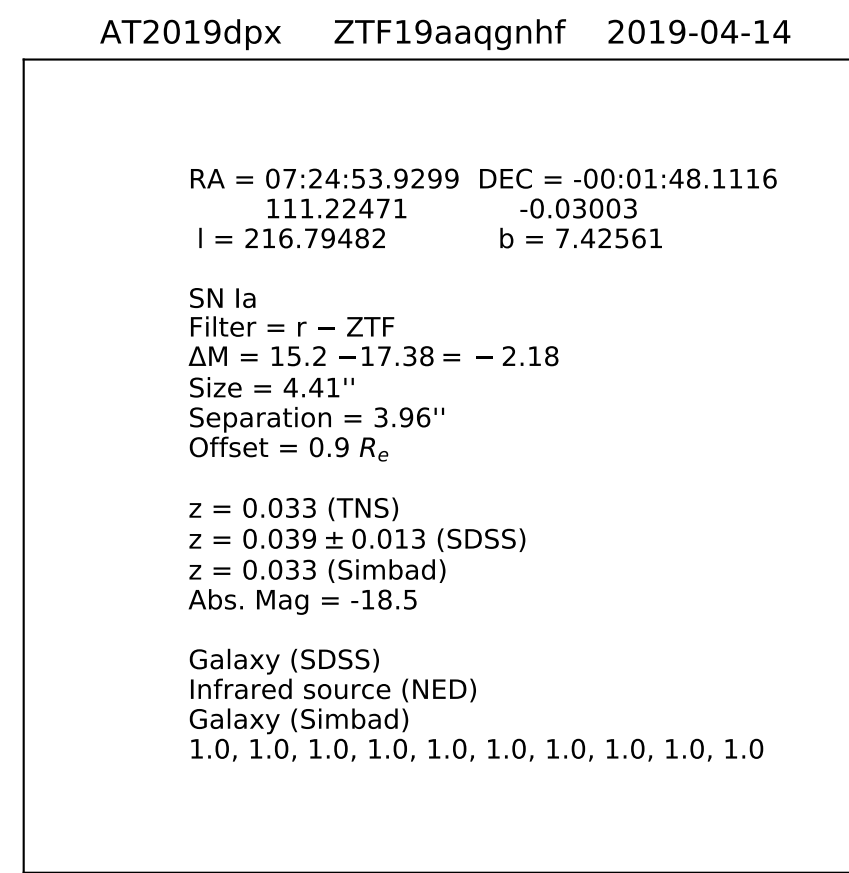 AT2019dpx ZTF19aaqgnhf 2019-04-14
RA = 07:24:53.9299 DEC = -00:01:48.1116
111.22471 -0.03003
l = 216.79482 b = 7.42561
SN Ia
Filter = r − ZTF
ΔM = 15.2 −17.38 = − 2.18
Size = 4.41''
Separation = 3.96''
Offset = 0.9 Rₑ
z = 0.033 (TNS)
z = 0.039 ± 0.013 (SDSS)
z = 0.033 (Simbad)
Abs. Mag = -18.5
Galaxy (SDSS)
Infrared source (NED)
Galaxy (Simbad)
1.0, 1.0, 1.0, 1.0, 1.0, 1.0, 1.0, 1.0, 1.0, 1.0